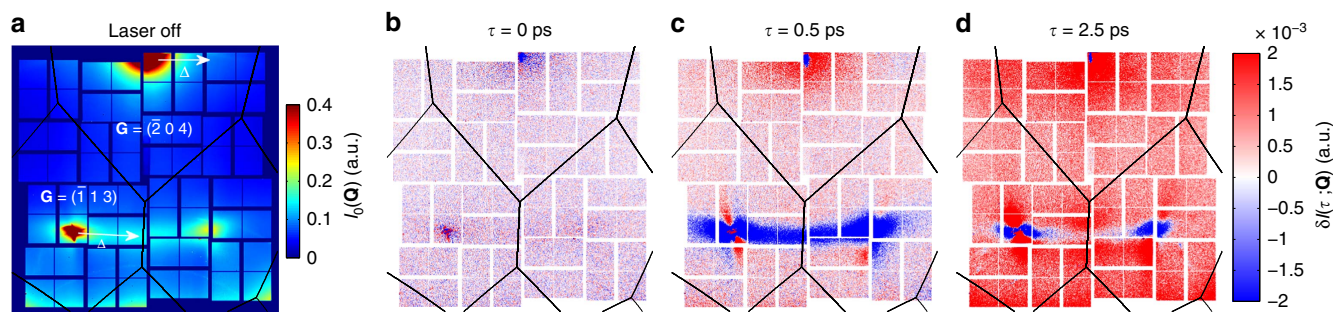 a
Laser off
Δ
G = (2̄ 0 4)
G = (1̄ 1 3)
Δ
0.4
0.3
0.2
0.1
0
I₀(Q) (a.u.)
b
τ = 0 ps
c
τ = 0.5 ps
d
τ = 2.5 ps
× 10⁻³
2
1.5
1
0.5
0
−0.5
−1
−1.5
−2
δI(τ ;Q) (a.u.)